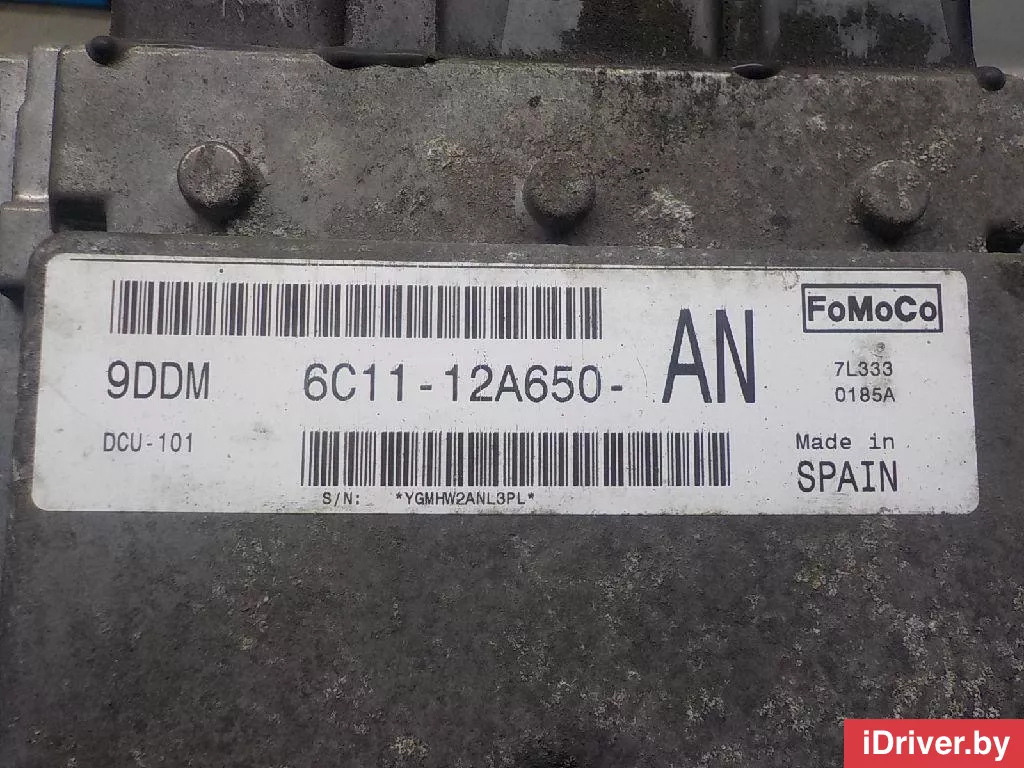 FoMoCo
9DDM 6C11-12A650- AN
7L333
0185A
DCU-101
Made in
SPAIN
S/N: *YGMHW2ANL3PL*
iDriver.by